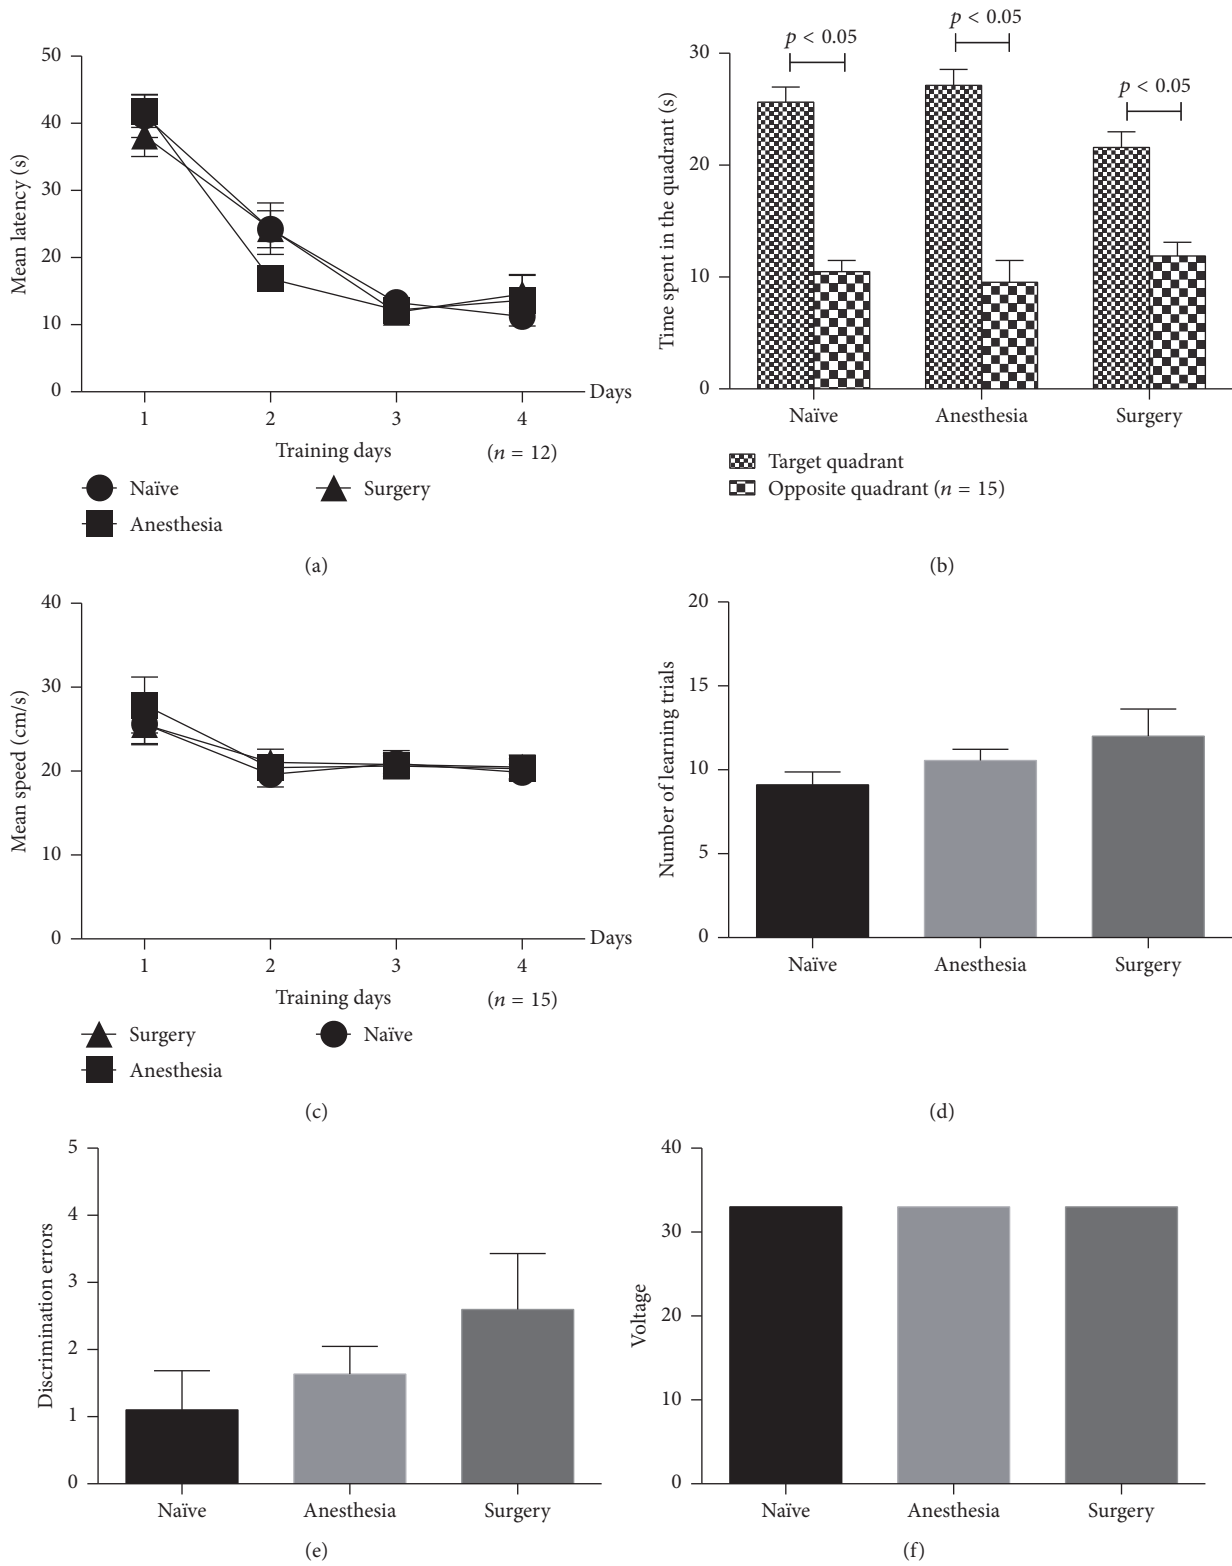 50
40
30
20
10
0
Mean latency (s)
1 2 3 4
Days
Training days
(n = 12)
Naïve
Surgery
Anesthesia
(a)
p < 0.05
p < 0.05
p < 0.05
30
20
10
0
Time spent in the quadrant (s)
Naïve Anesthesia Surgery
Target quadrant
Opposite quadrant (n = 15)
(b)
40
30
20
10
0
Mean speed (cm/s)
1 2 3 4
Days
Training days
(n = 15)
Surgery
Naïve
Anesthesia
(c)
20
15
10
5
0
Number of learning trials
Naïve Anesthesia Surgery
(d)
5
4
3
2
1
0
Discrimination errors
Naïve Anesthesia Surgery
(e)
40
30
20
10
0
Voltage
Naïve Anesthesia Surgery
(f)